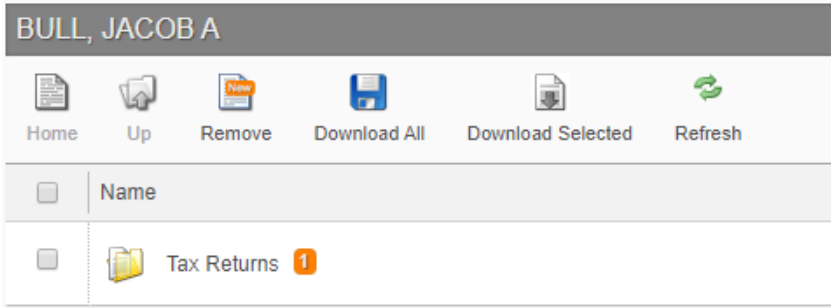 BULL, JACOB A
New
Home Up Remove Download All Download Selected Refresh
Name
Tax Returns 1